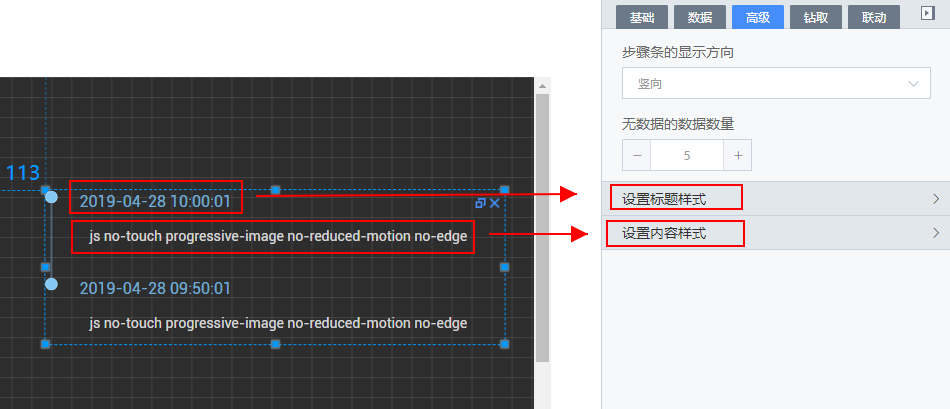 基础 数据 高级 钻取 联动
步骤条的显示方向
竖向
无数据的数据数量
− 5 +
设置标题样式
设置内容样式
113
2019-04-28 10:00:01
js no-touch progressive-image no-reduced-motion no-edge
2019-04-28 09:50:01
js no-touch progressive-image no-reduced-motion no-edge